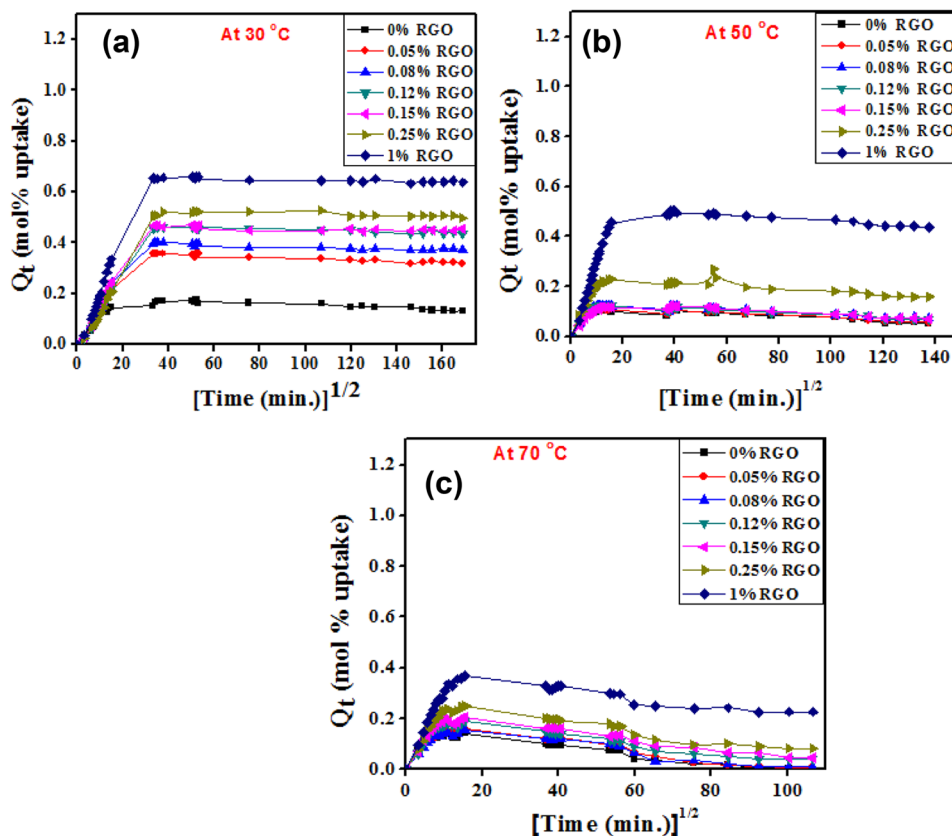 (a)
At 30 °C
0% RGO
0.05% RGO
0.08% RGO
0.12% RGO
0.15% RGO
0.25% RGO
1% RGO
Qt (mol% uptake)
1.2
1.0
0.8
0.6
0.4
0.2
0.0
0 20 40 60 80 100 120 140 160
[Time (min.)]1/2
(b)
At 50 °C
0% RGO
0.05% RGO
0.08% RGO
0.12% RGO
0.15% RGO
0.25% RGO
1% RGO
Qt (mol% uptake)
1.2
1.0
0.8
0.6
0.4
0.2
0.0
0 20 40 60 80 100 120 140
[Time (min.)]1/2
At 70 °C
(c)
0% RGO
0.05% RGO
0.08% RGO
0.12% RGO
0.15% RGO
0.25% RGO
1% RGO
Qt (mol % uptake)
1.2
1.0
0.8
0.6
0.4
0.2
0.0
0 20 40 60 80 100
[Time (min.)]1/2